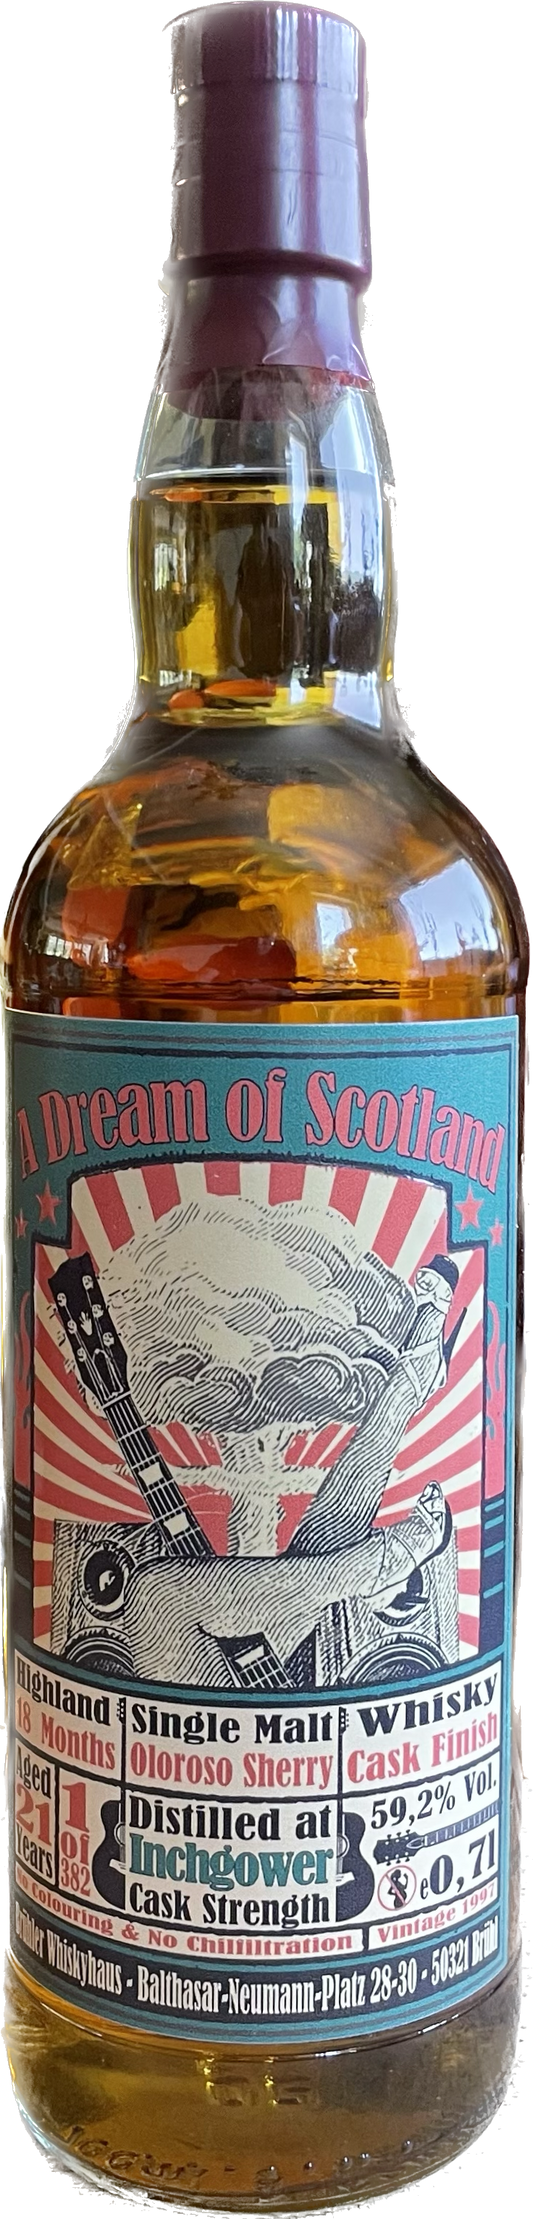 A Dream of Scotland
Highland Single Malt Whisky
18 Months Oloroso Sherry Cask Finish
Aged
21
Years
1
of
382
Distilled at
Inchgower
Cask Strength
59,2% Vol.
e0,7l
No Colouring & No Chillfiltration Vintage 1997
Brühler Whiskyhaus - Balthasar-Neumann-Platz 28-30 - 50321 Brühl